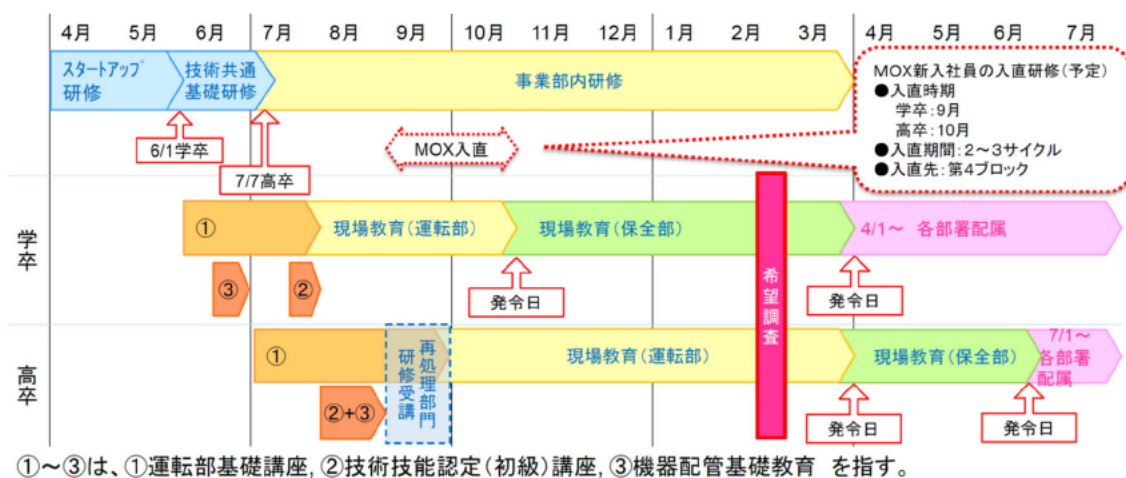 4月 5月 6月 7月 8月 9月 10月 11月 12月 1月 2月 3月 4月 5月 6月 7月
スタートアップ
研修
技術共通
基礎研修
事業部内研修
MOX新入社員の入直研修(予定)
●入直時期
学卒:9月
高卒:10月
●入直期間:2~3サイクル
●入直先:第4ブロック
6/1学卒
7/7高卒
MOX入直
学卒
①
現場教育(運転部)
現場教育(保全部)
4/1~ 各部署配属
③
②
発令日
発令日
希望調査
高卒
①
再処理部門
研修受講
現場教育(運転部)
現場教育(保全部)
7/1~
各部署
配属
②+③
発令日
発令日
①~③は、①運転部基礎講座, ②技術技能認定(初級)講座, ③機器配管基礎教育 を指す。